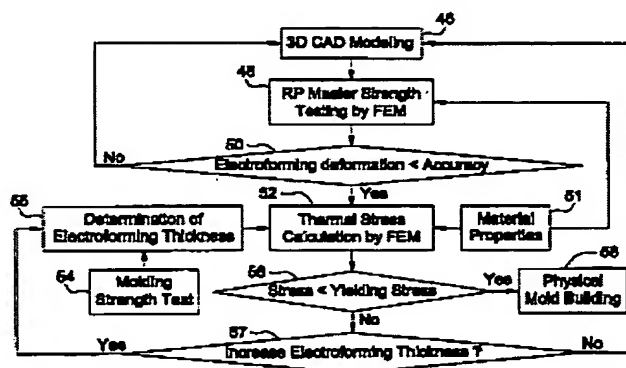 46
3D CAD Modeling
48
RP Master Strength
Testing by FEM
50
No
Electroforming deformation < Accuracy
Yes
55
52
51
Determination of
Electroforming Thickness
Thermal Stress
Calculation by FEM
Material
Properties
54
Molding
Strength Test
56
Stress < Yielding Stress
Yes
58
Physical
Mold Building
No
57
Yes
Increase Electroforming Thickness ?
No